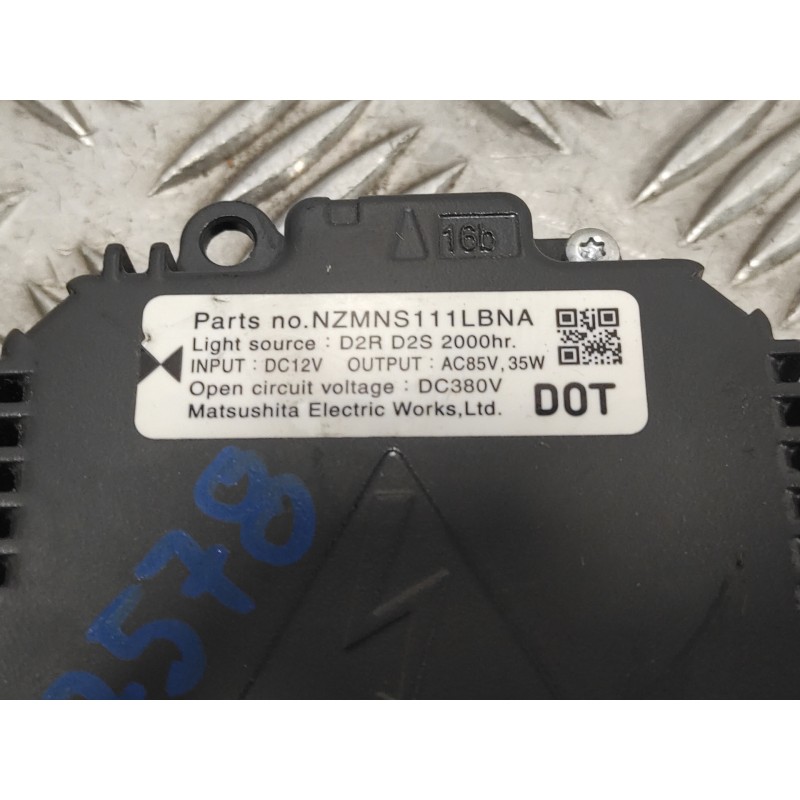 16b
Parts no.NZMNS111LBNA
Light source : D2R D2S 2000hr.
INPUT : DC12V OUTPUT : AC85V, 35W
Open circuit voltage : DC380V
Matsushita Electric Works,Ltd. DOT
2578